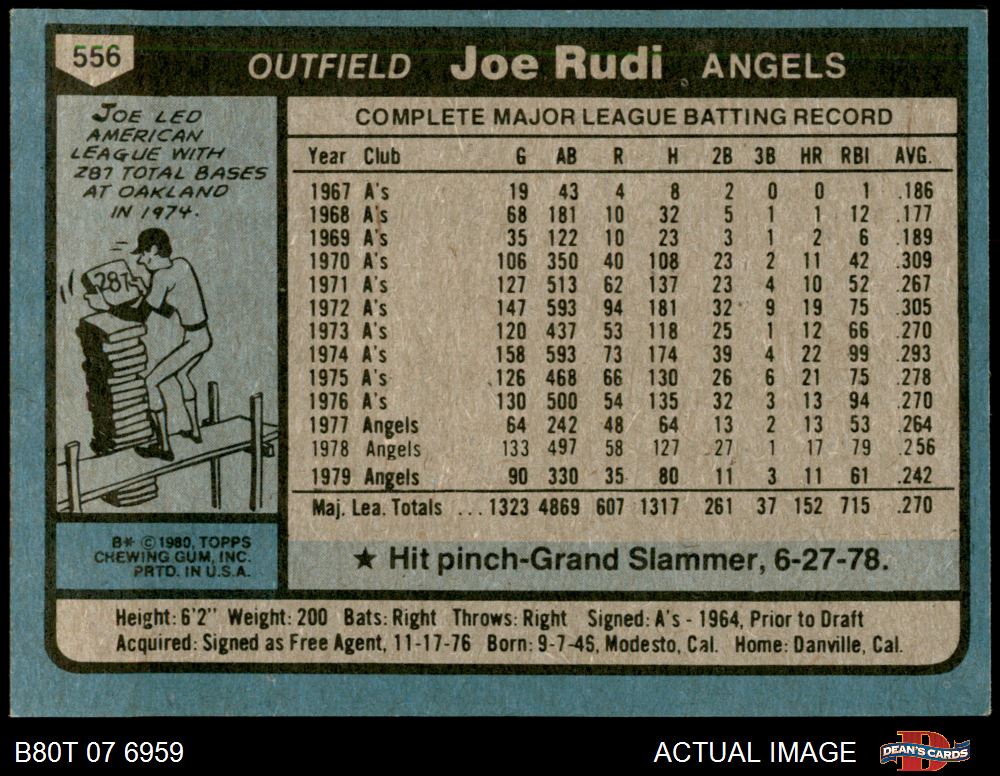 556
OUTFIELD Joe Rudi ANGELS
JOE LED
AMERICAN
LEAGUE WITH
287 TOTAL BASES
AT OAKLAND
IN 1974.
287
B* © 1980, TOPPS
CHEWING GUM, INC.
PRTD. IN U.S.A.
COMPLETE MAJOR LEAGUE BATTING RECORD
Year Club G AB R H 2B 3B HR RBI AVG.
1967 A's 19 43 4 8 2 0 0 1 .186
1968 A's 68 181 10 32 5 1 1 12 .177
1969 A's 35 122 10 23 3 1 2 6 .189
1970 A's 106 350 40 108 23 2 11 42 .309
1971 A's 127 513 62 137 23 4 10 52 .267
1972 A's 147 593 94 181 32 9 19 75 .305
1973 A's 120 437 53 118 25 1 12 66 .270
1974 A's 158 593 73 174 39 4 22 99 .293
1975 A's 126 468 66 130 26 6 21 75 .278
1976 A's 130 500 54 135 32 3 13 94 .270
1977 Angels 64 242 48 64 13 2 13 53 .264
1978 Angels 133 497 58 127 27 1 17 79 .256
1979 Angels 90 330 35 80 11 3 11 61 .242
Maj. Lea. Totals ... 1323 4869 607 1317 261 37 152 715 .270
★ Hit pinch-Grand Slammer, 6-27-78.
Height: 6'2" Weight: 200 Bats: Right Throws: Right Signed: A's - 1964, Prior to Draft
Acquired: Signed as Free Agent, 11-17-76 Born: 9-7-46, Modesto, Cal. Home: Danville, Cal.
B80T 07 6959 ACTUAL IMAGE DEAN'S CARDS